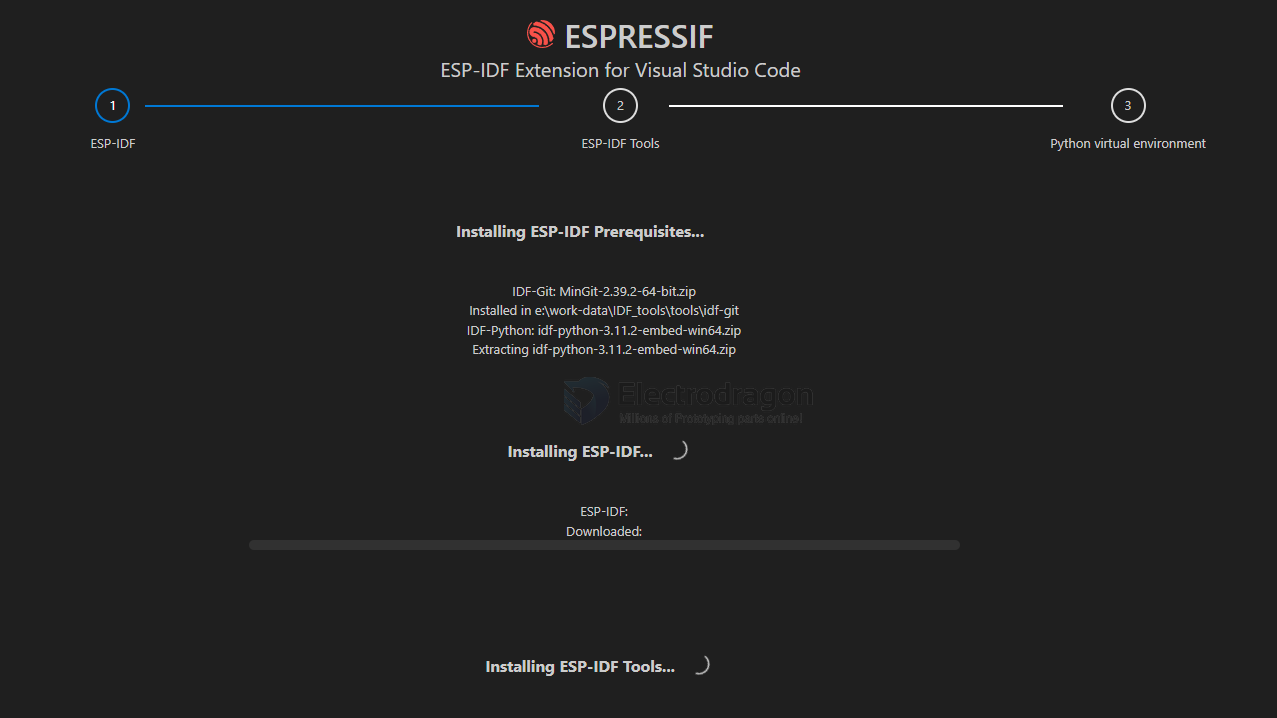 ESPRESSIF
ESP-IDF Extension for Visual Studio Code
1
2
3
ESP-IDF
ESP-IDF Tools
Python virtual environment
Installing ESP-IDF Prerequisites...
IDF-Git: MinGit-2.39.2-64-bit.zip
Installed in e:\work-data\IDF_tools\tools\idf-git
IDF-Python: idf-python-3.11.2-embed-win64.zip
Extracting idf-python-3.11.2-embed-win64.zip
Electrodragon
Millions of Prototyping parts online!
Installing ESP-IDF...
ESP-IDF:
Downloaded:
Installing ESP-IDF Tools...